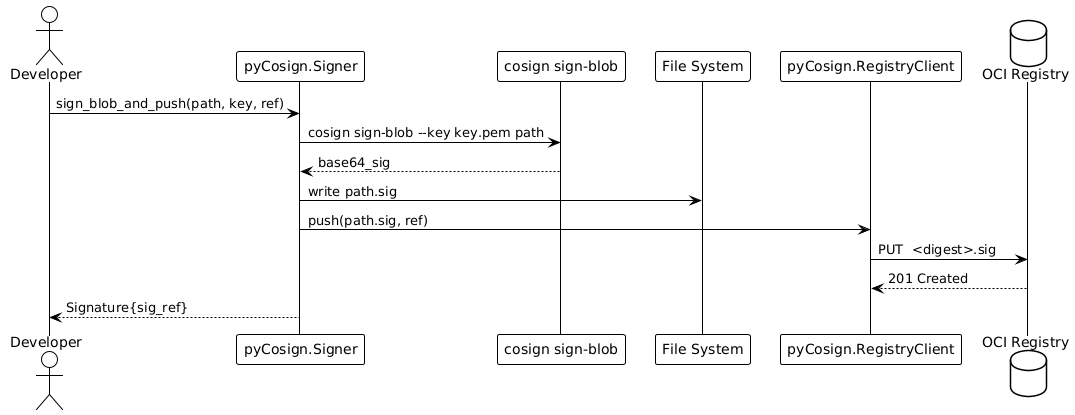 Developer
pyCosign.Signer
cosign sign-blob
File System
pyCosign.RegistryClient
OCI Registry
sign_blob_and_push(path, key, ref)
cosign sign-blob --key key.pem path
base64_sig
write path.sig
push(path.sig, ref)
PUT  <digest>.sig
201 Created
Signature{sig_ref}
Developer
pyCosign.Signer
cosign sign-blob
File System
pyCosign.RegistryClient
OCI Registry